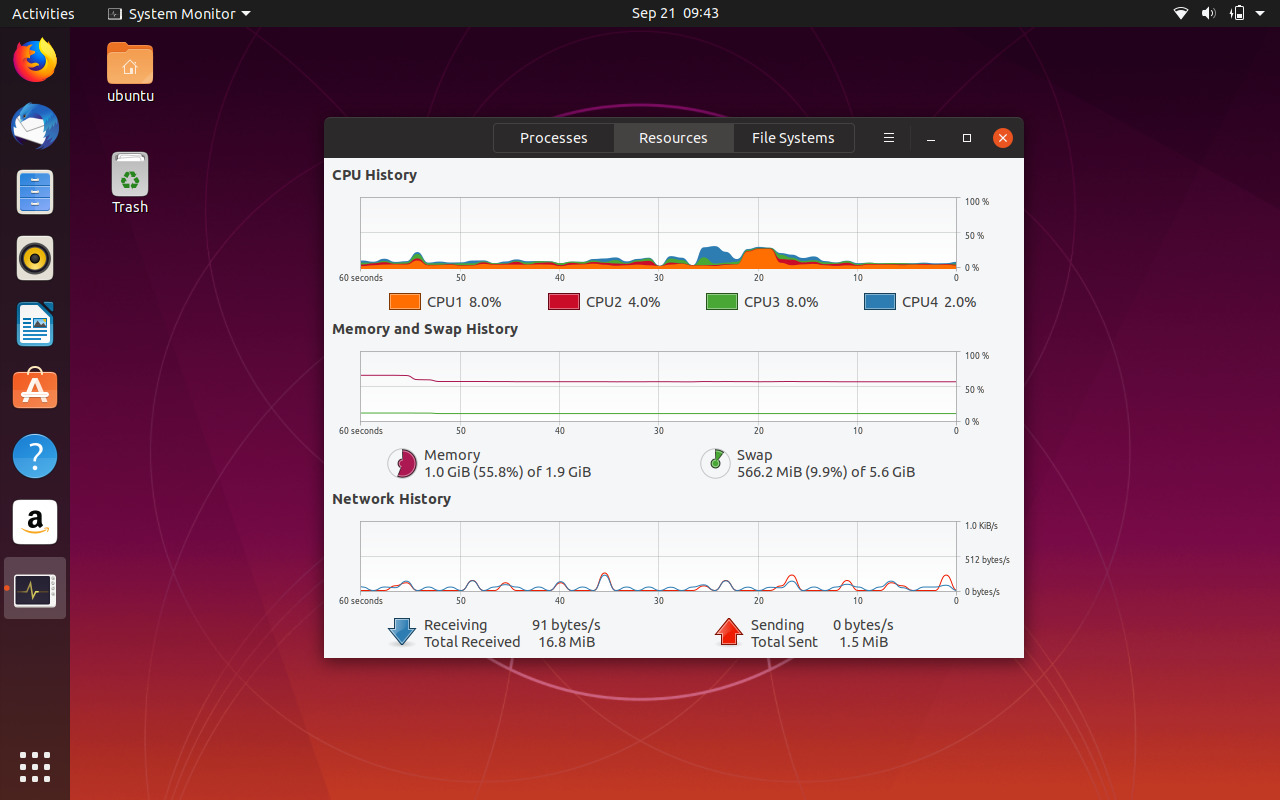 Activities System Monitor Sep 21 09:43
ubuntu
Trash
Processes Resources File Systems
CPU History
100 %
50 %
0 %
60 seconds 50 40 30 20 10 0
CPU1 8.0% CPU2 4.0% CPU3 8.0% CPU4 2.0%
Memory and Swap History
100 %
50 %
0 %
60 seconds 50 40 30 20 10 0
Memory Swap
1.0 GiB (55.8%) of 1.9 GiB 566.2 MiB (9.9%) of 5.6 GiB
Network History
1.0 KiB/s
512 bytes/s
0 bytes/s
60 seconds 50 40 30 20 10 0
Receiving 91 bytes/s Sending 0 bytes/s
Total Received 16.8 MiB Total Sent 1.5 MiB
?
a